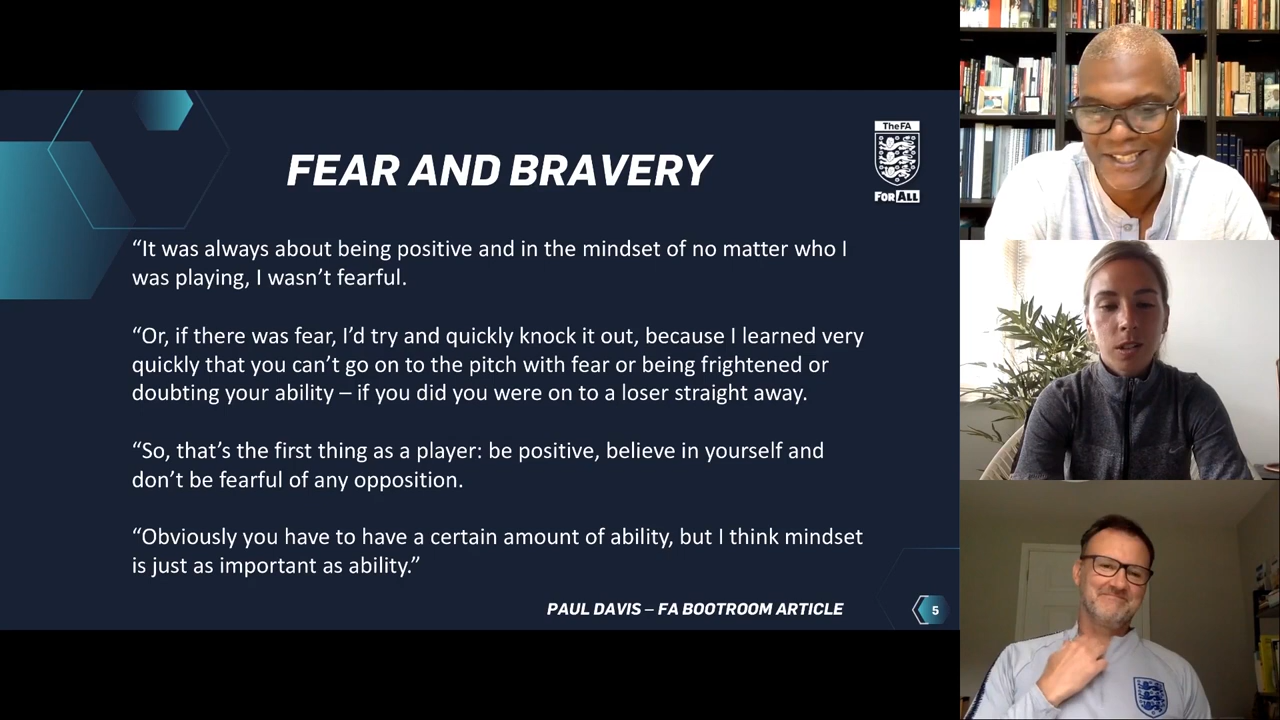 TheFA
FORALL
FEAR AND BRAVERY
“It was always about being positive and in the mindset of no matter who I
was playing, I wasn’t fearful.
“Or, if there was fear, I’d try and quickly knock it out, because I learned very
quickly that you can’t go on to the pitch with fear or being frightened or
doubting your ability – if you did you were on to a loser straight away.
“So, that’s the first thing as a player: be positive, believe in yourself and
don’t be fearful of any opposition.
“Obviously you have to have a certain amount of ability, but I think mindset
is just as important as ability.”
PAUL DAVIS – FA BOOTROOM ARTICLE
5